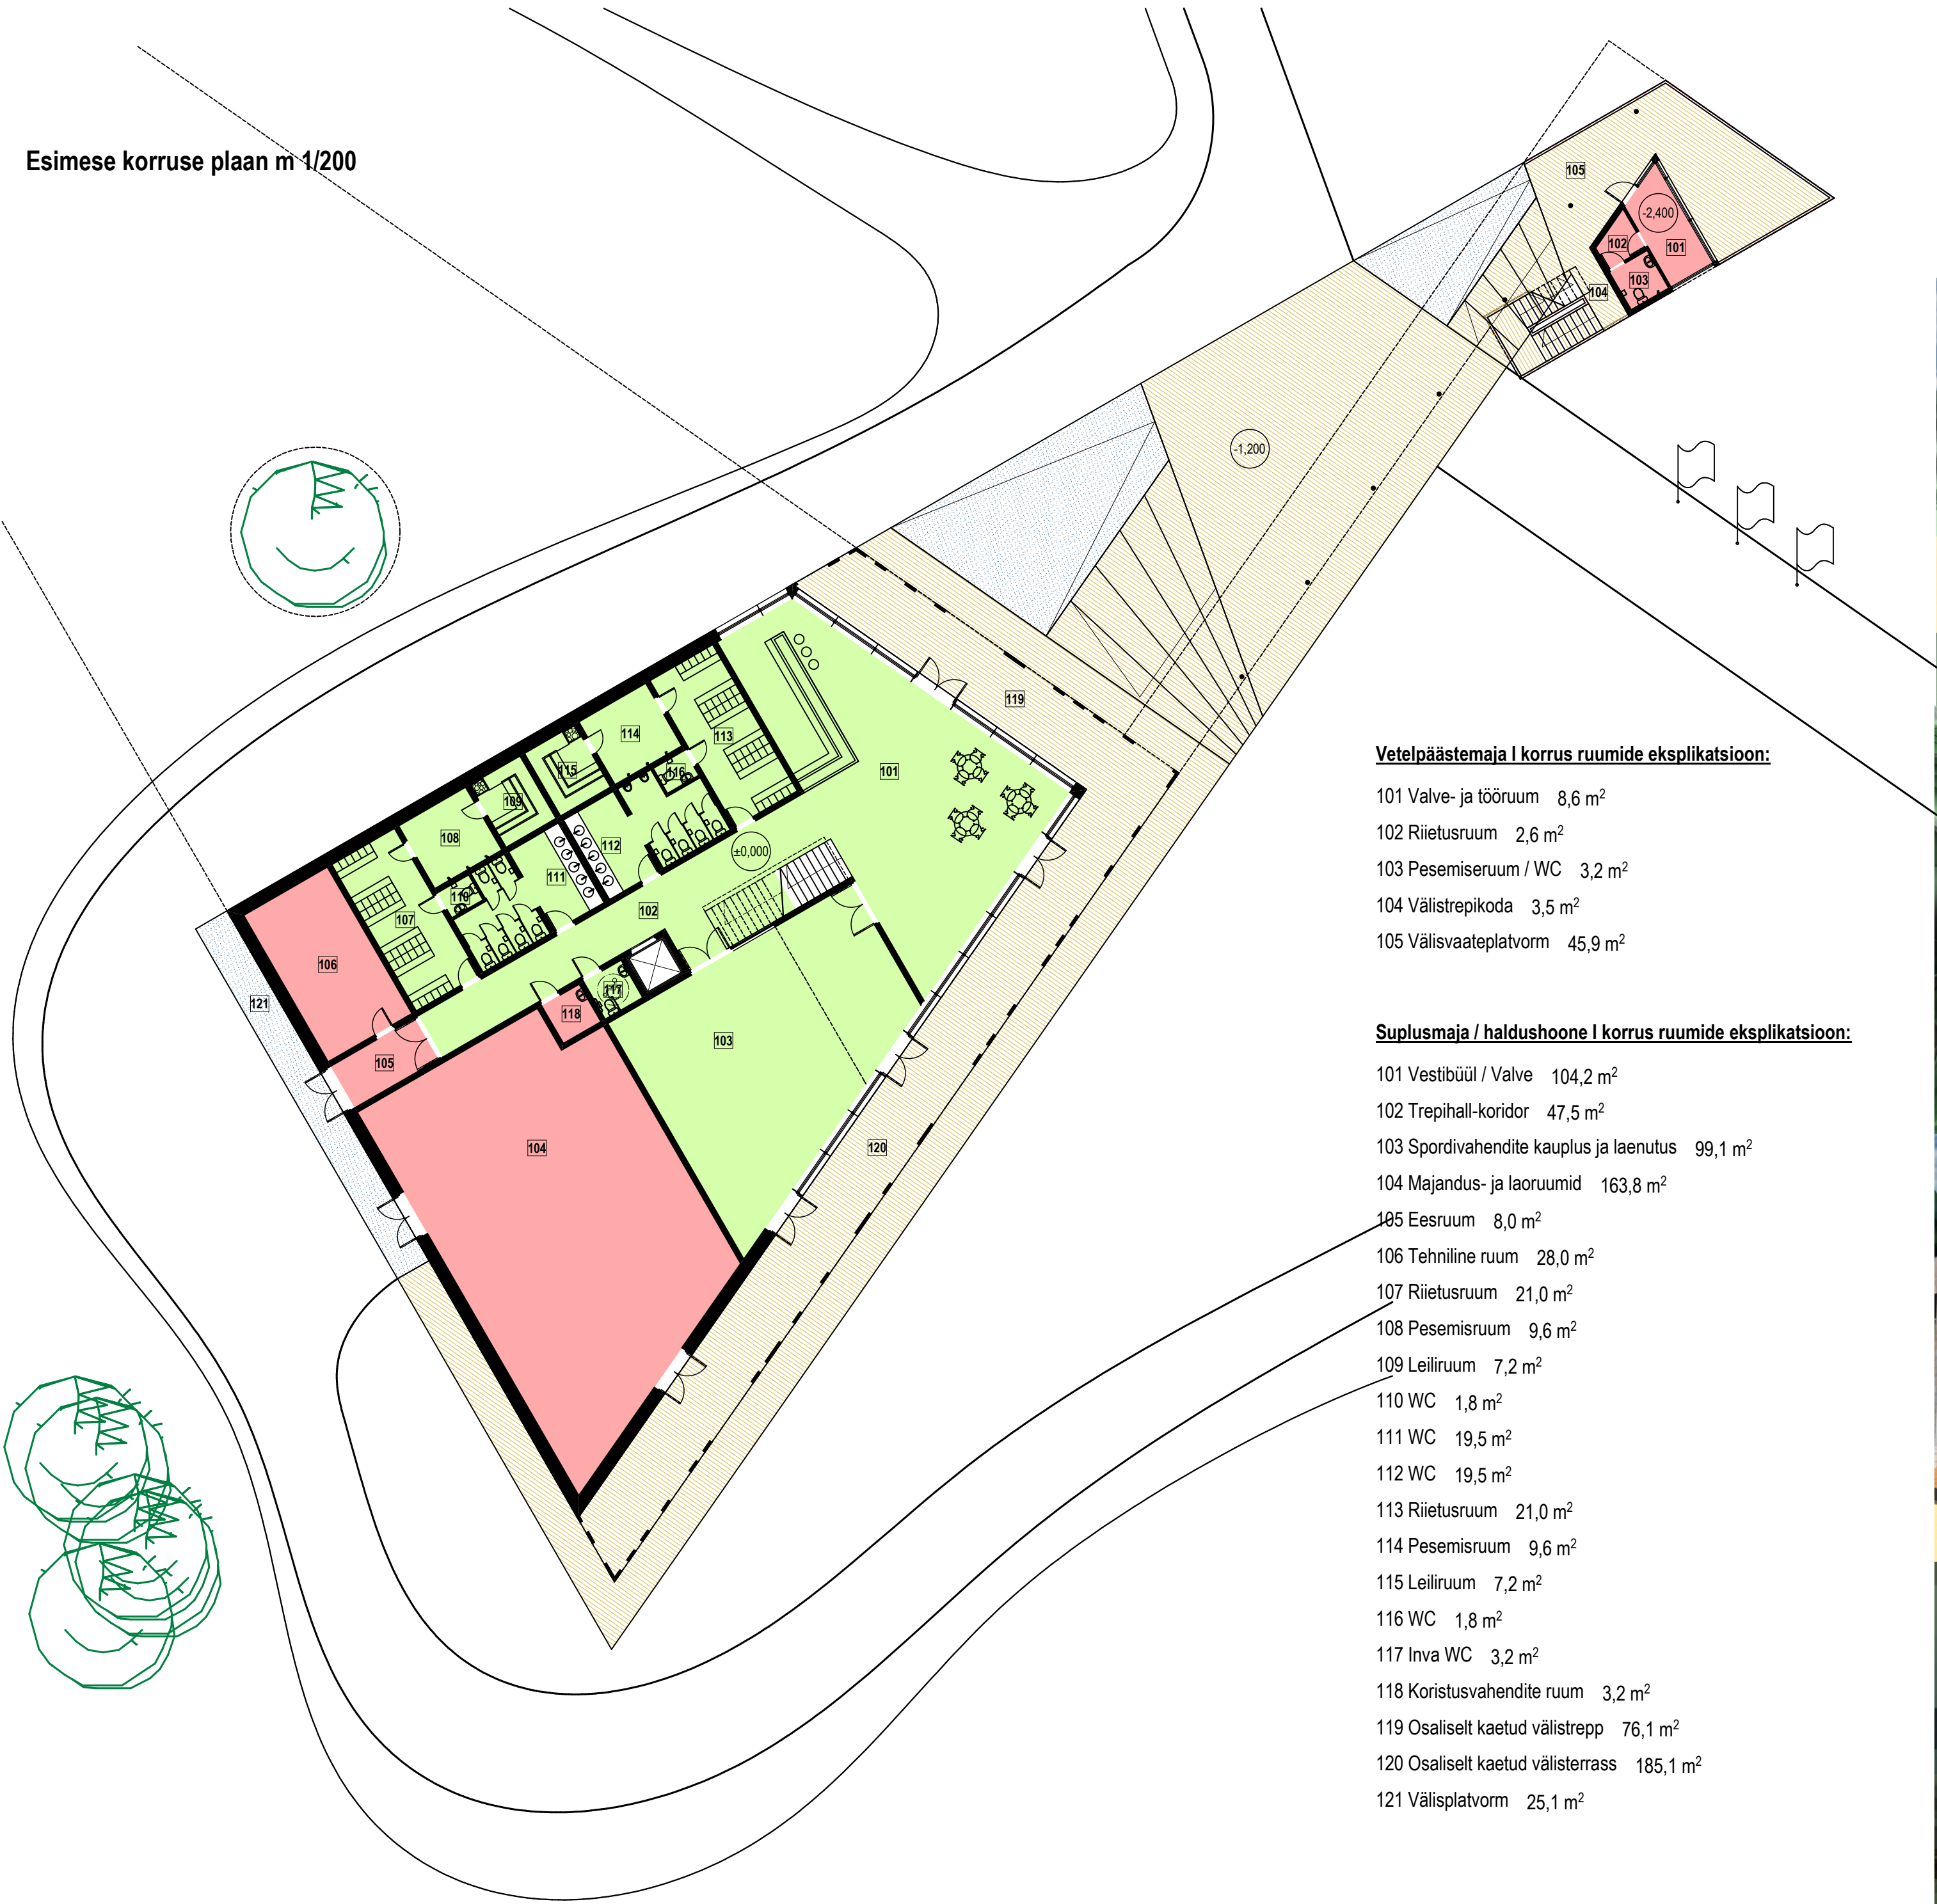 Esimese korruse plaan m 1/200
105
-2,400
102
101
103
104
-1,200
119
114
113
101
115
116
109
108
112
±0,000
111
110
107
102
106
117
121
118
103
105
104
120
Vetelpäästemaja I korrus ruumide eksplikatsioon:
101 Valve- ja tööruum 8,6 m²
102 Riietusruum 2,6 m²
103 Pesemiseruum / WC 3,2 m²
104 Välistrepikoda 3,5 m²
105 Välisvaateplatvorm 45,9 m²
Suplusmaja / haldushoone I korrus ruumide eksplikatsioon:
101 Vestibüül / Valve 104,2 m²
102 Trepihall-koridor 47,5 m²
103 Spordivahendite kauplus ja laenutus 99,1 m²
104 Majandus- ja laoruumid 163,8 m²
105 Eesruum 8,0 m²
106 Tehniline ruum 28,0 m²
107 Riietusruum 21,0 m²
108 Pesemisruum 9,6 m²
109 Leiliruum 7,2 m²
110 WC 1,8 m²
111 WC 19,5 m²
112 WC 19,5 m²
113 Riietusruum 21,0 m²
114 Pesemisruum 9,6 m²
115 Leiliruum 7,2 m²
116 WC 1,8 m²
117 Inva WC 3,2 m²
118 Koristusvahendite ruum 3,2 m²
119 Osaliselt kaetud välistrepp 76,1 m²
120 Osaliselt kaetud välisterrass 185,1 m²
121 Välisplatvorm 25,1 m²